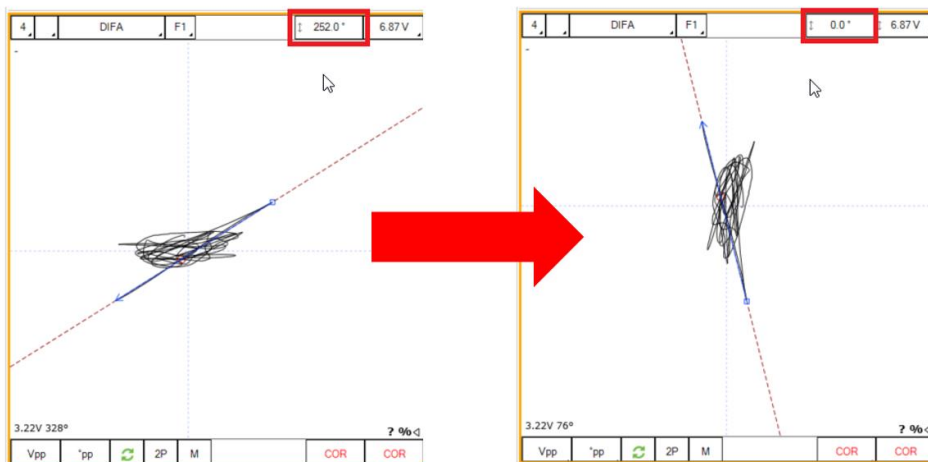 4 DIFA F1 ↕ 252.0 ° 6.87 V
-
3.22V 328º ? %◁
Vpp °pp 2P M COR COR
4 DIFA F1 ↕ 0.0 ° ↕ 6.87 V
-
3.22V 76º ? %◁
Vpp °pp 2P M COR COR